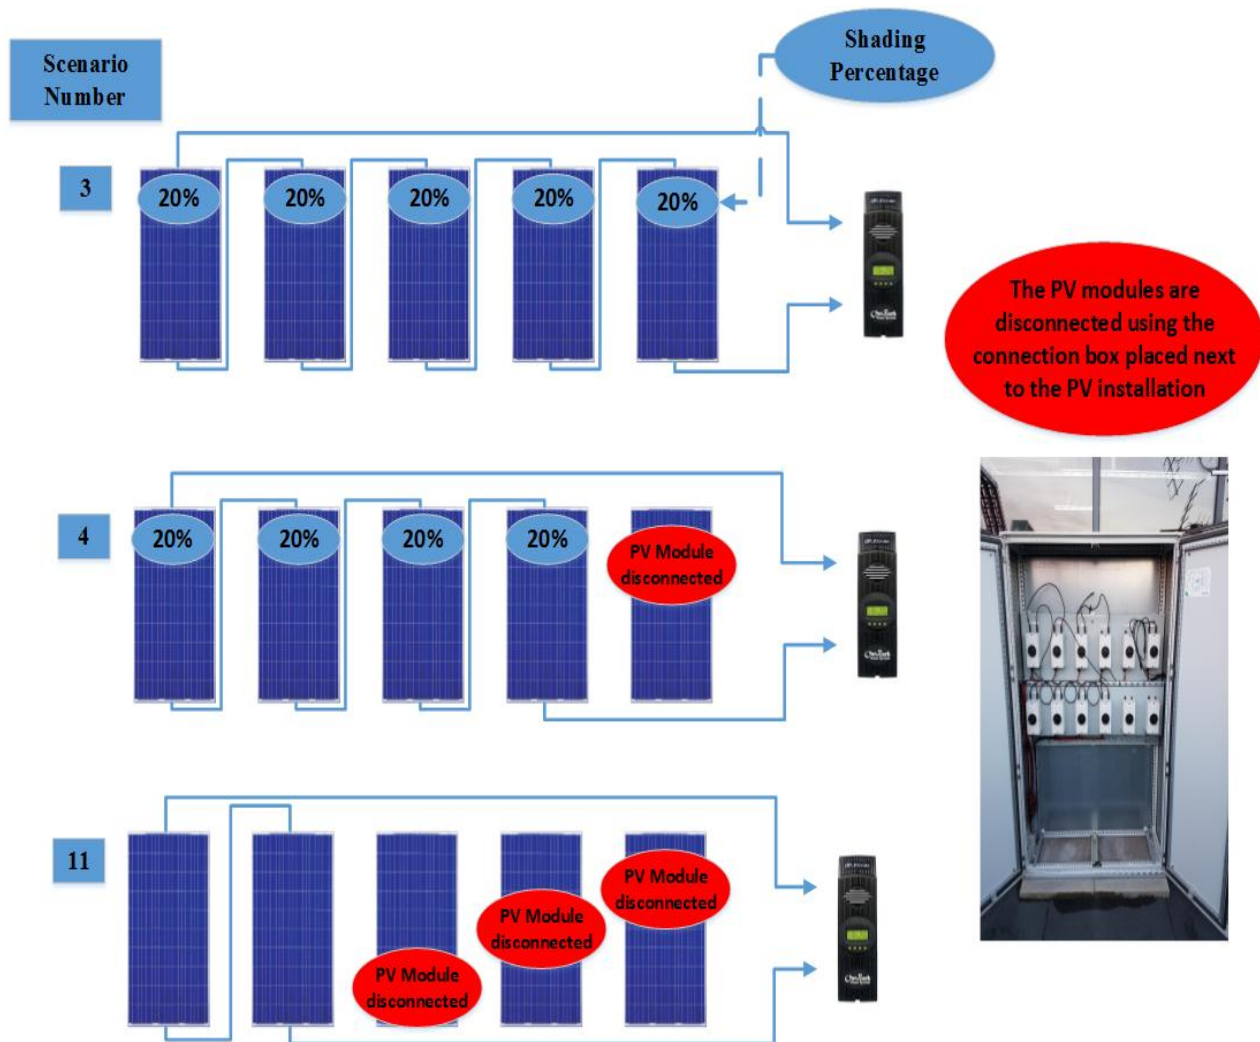 Scenario
Number
Shading
Percentage
3
20%
20%
20%
20%
20%
The PV modules are
disconnected using the
connection box placed next
to the PV installation
4
20%
20%
20%
20%
PV Module
disconnected
11
PV Module
disconnected
PV Module
disconnected
PV Module
disconnected